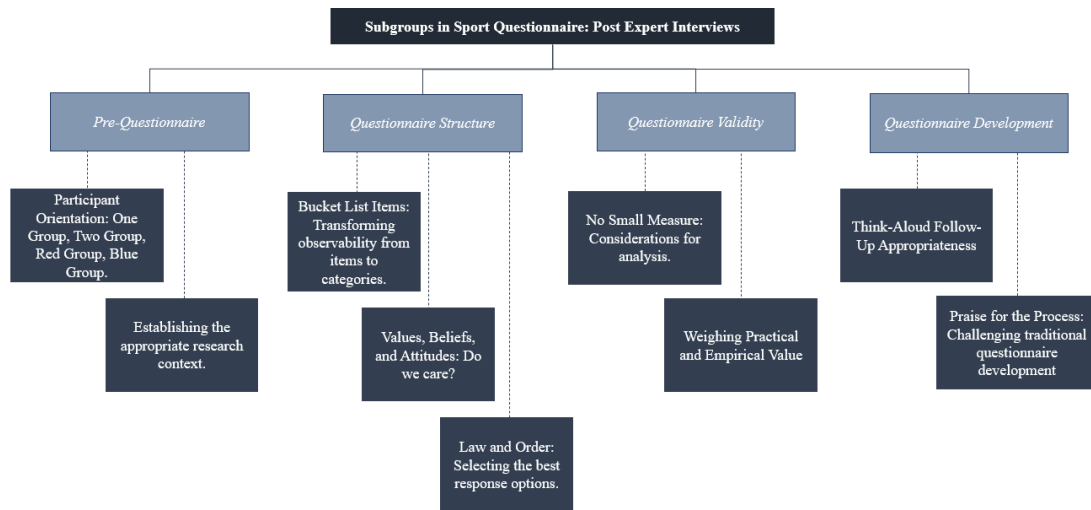 Subgroups in Sport Questionnaire: Post Expert Interviews
Pre-Questionnaire
Questionnaire Structure
Questionnaire Validity
Questionnaire Development
Participant
Orientation: One
Group, Two Group,
Red Group, Blue
Group.
Establishing the
appropriate research
context.
Bucket List Items:
Transforming
observability from
items to
categories.
Values, Beliefs,
and Attitudes: Do
we care?
Law and Order:
Selecting the best
response options.
No Small Measure:
Considerations for
analysis.
Weighing Practical
and Empirical Value
Think-Aloud Follow-
Up Appropriateness
Praise for the Process:
Challenging traditional
questionnaire
development